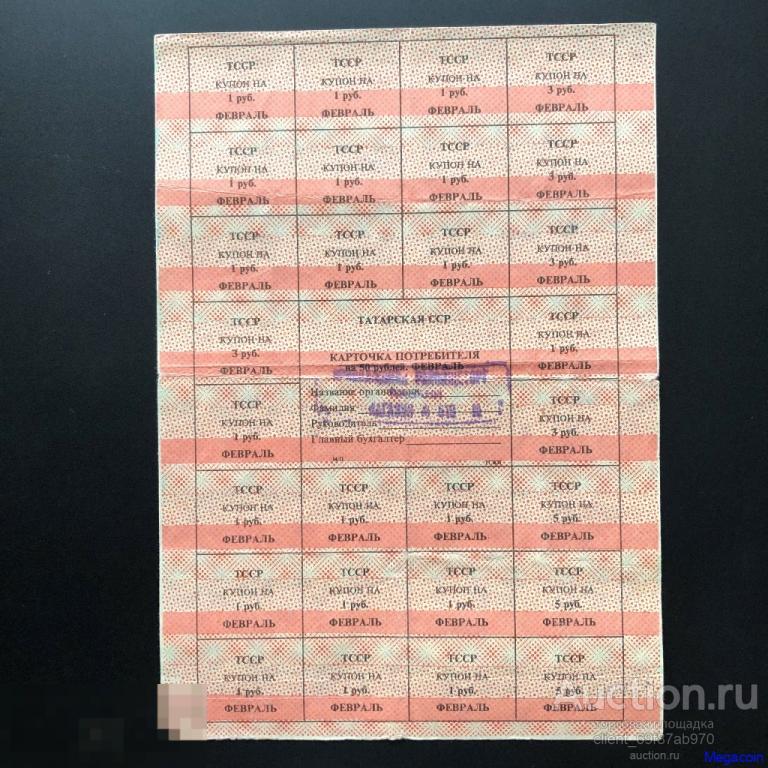 ТССР ТССР ТССР ТССР
КУПОН НА КУПОН НА КУПОН НА КУПОН НА
1 руб. 1 руб. 1 руб. 3 руб.
ФЕВРАЛЬ ФЕВРАЛЬ ФЕВРАЛЬ ФЕВРАЛЬ
ТССР ТССР ТССР ТССР
КУПОН НА КУПОН НА КУПОН НА КУПОН НА
1 руб. 1 руб. 1 руб. 3 руб.
ФЕВРАЛЬ ФЕВРАЛЬ ФЕВРАЛЬ ФЕВРАЛЬ
ТССР ТССР ТССР ТССР
КУПОН НА КУПОН НА КУПОН НА КУПОН НА
1 руб. 1 руб. 1 руб. 3 руб.
ФЕВРАЛЬ ФЕВРАЛЬ ФЕВРАЛЬ ФЕВРАЛЬ
ТССР ТАТАРСКАЯ ССР ТССР
КУПОН НА КУПОН НА
3 руб. 1 руб.
ФЕВРАЛЬ КАРТОЧКА ПОТРЕБИТЕЛЯ ФЕВРАЛЬ
на 50 рублей. ФЕВРАЛЬ
ТССР Название организации ТССР
КУПОН НА Фамилия КУПОН НА
1 руб. Руководитель 3 руб.
ФЕВРАЛЬ Главный бухгалтер ФЕВРАЛЬ
ТССР ТССР ТССР ТССР
КУПОН НА КУПОН НА КУПОН НА КУПОН НА
1 руб. 1 руб. 1 руб. 5 руб.
ФЕВРАЛЬ ФЕВРАЛЬ ФЕВРАЛЬ ФЕВРАЛЬ
ТССР ТССР ТССР ТССР
КУПОН НА КУПОН НА КУПОН НА КУПОН НА
1 руб. 1 руб. 1 руб. 5 руб.
ФЕВРАЛЬ ФЕВРАЛЬ ФЕВРАЛЬ ФЕВРАЛЬ
ТССР ТССР ТССР ТССР
КУПОН НА КУПОН НА КУПОН НА КУПОН НА
1 руб. 1 руб. 1 руб. 5 руб.
ФЕВРАЛЬ ФЕВРАЛЬ ФЕВРАЛЬ ФЕВРАЛЬ
auction.ru
торговая площадка
client_69f87ab970
auction.ru
Megacoin